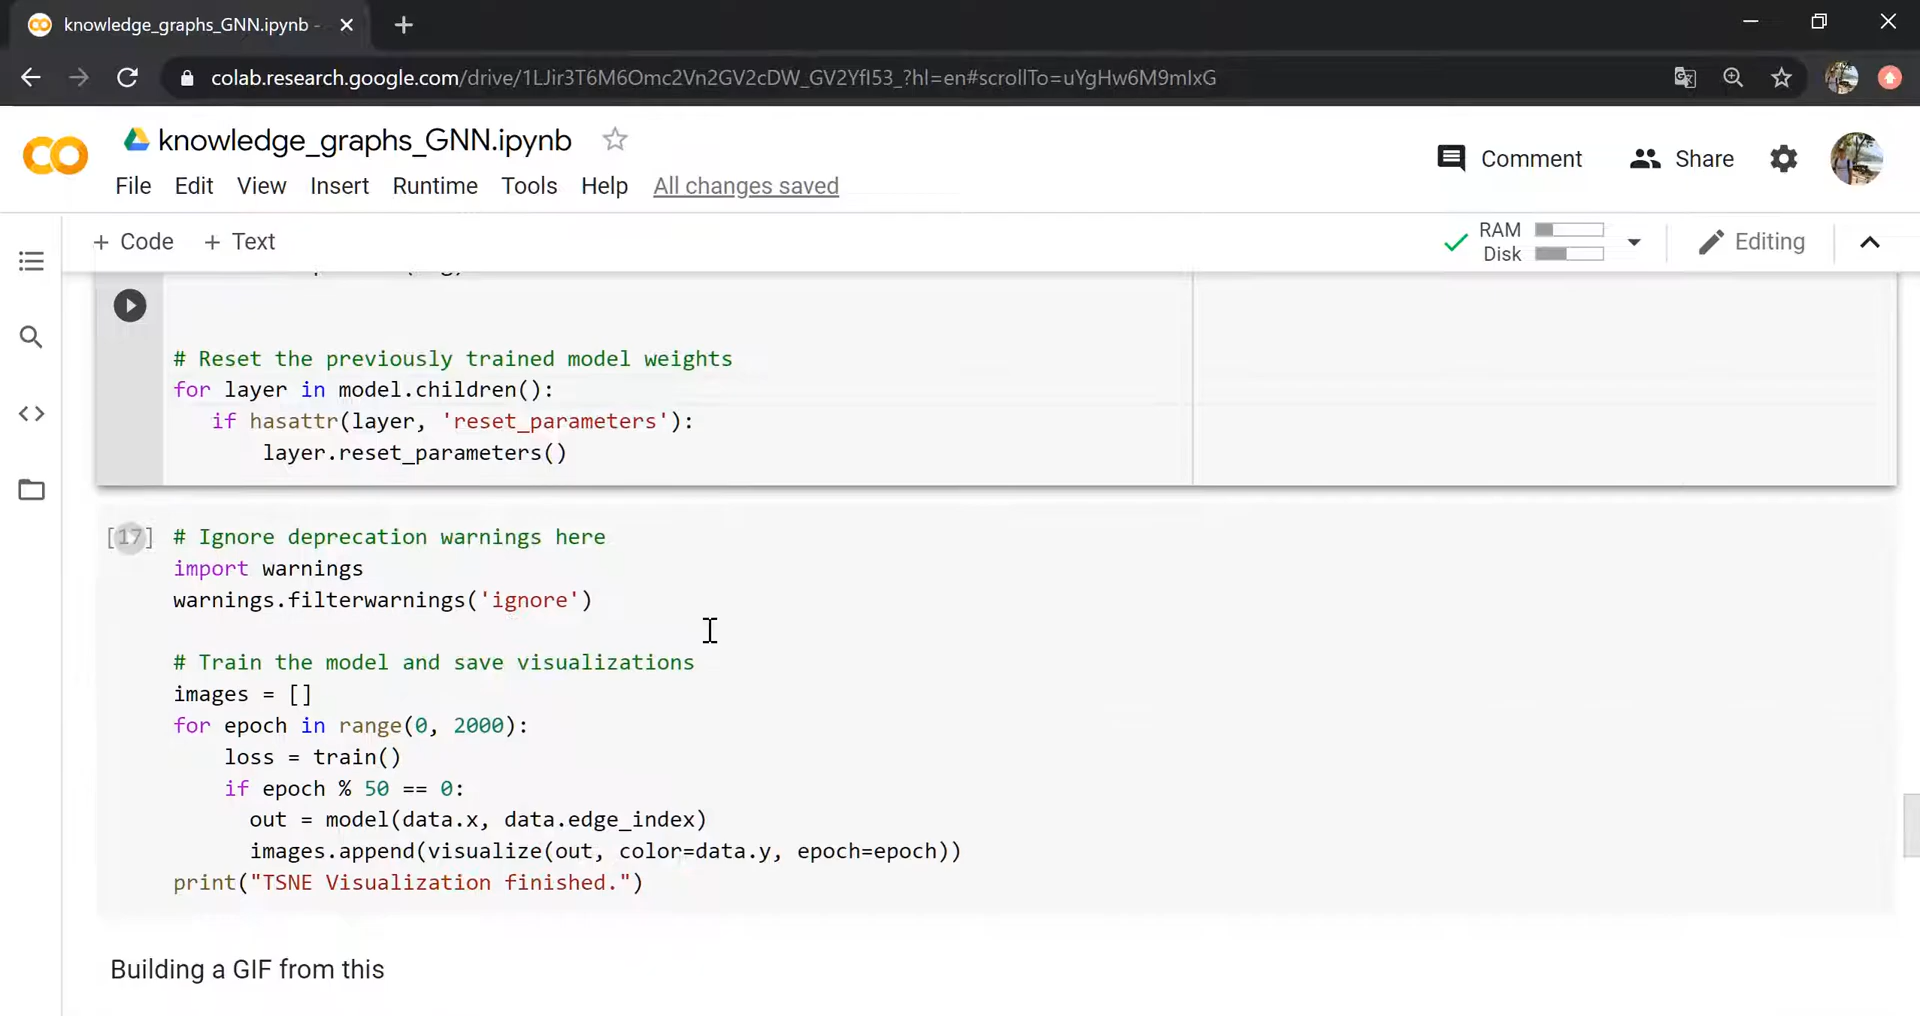 knowledge_graphs_GNN.ipynb -
colab.research.google.com/drive/1LJir3T6M6Omc2Vn2GV2cDW_GV2YfI53_?hl=en#scrollTo=uYgHw6M9mIxG
knowledge_graphs_GNN.ipynb
Comment Share
File Edit View Insert Runtime Tools Help All changes saved
+ Code + Text
RAM
Disk
Editing
# Reset the previously trained model weights
for layer in model.children():
if hasattr(layer, 'reset_parameters'):
layer.reset_parameters()
[17] # Ignore deprecation warnings here
import warnings
warnings.filterwarnings('ignore')
# Train the model and save visualizations
images = []
for epoch in range(0, 2000):
loss = train()
if epoch % 50 == 0:
out = model(data.x, data.edge_index)
images.append(visualize(out, color=data.y, epoch=epoch))
print("TSNE Visualization finished.")
Building a GIF from this